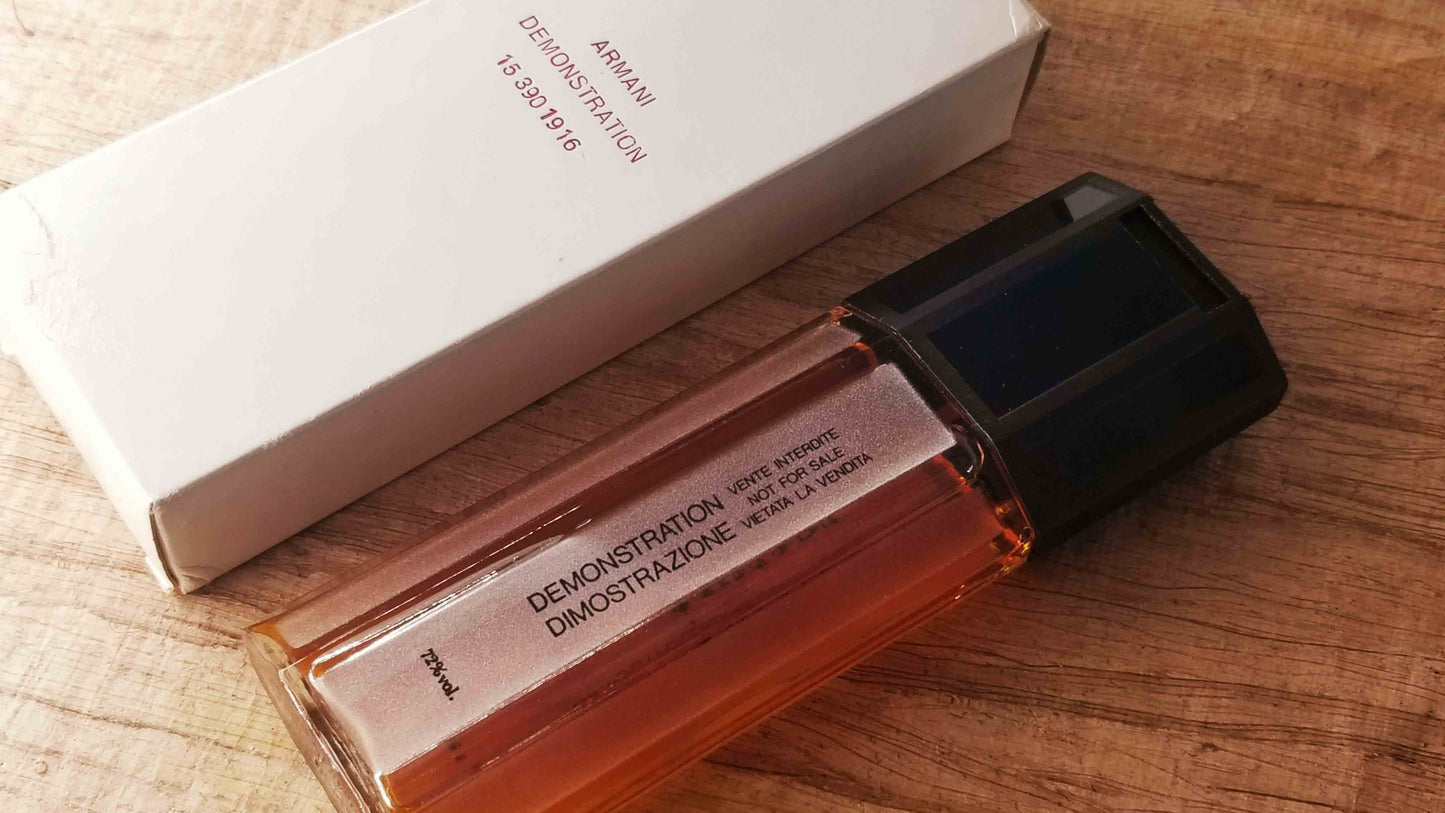 ARMANI
DEMONSTRATION
15 390 1916
DEMONSTRATION
DIMOSTRAZIONE
VENTE INTERDITE
NOT FOR SALE
VIETATA LA VENDITA
72% vol.